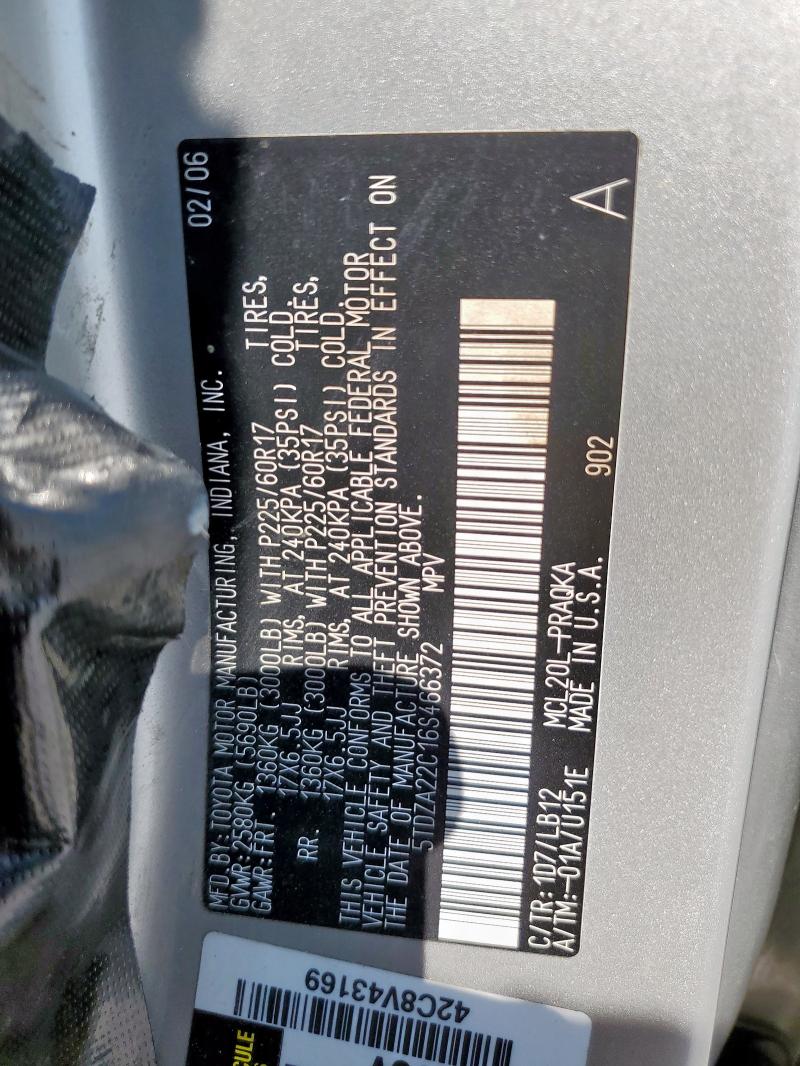 MFD.BY:TOYOTA MOTOR MANUFACTURING, INDIANA, INC. 02/06
GVWR:2580KG (5690LB)
GAWR:FRT. 1360KG (3000LB) WITH P225/60R17 TIRES,
17X6.5JJ RIMS, AT 240KPA (35PSI) COLD.
RR. 1360KG (3000LB) WITH P225/60R17 TIRES,
17X6.5JJ RIMS, AT 240KPA (35PSI) COLD.
THIS VEHICLE CONFORMS TO ALL APPLICABLE FEDERAL MOTOR
VEHICLE SAFETY AND THEFT PREVENTION STANDARDS IN EFFECT ON
THE DATE OF MANUFACTURE SHOWN ABOVE.
5TDZA22C16S466372 MPV
C/TR:1D7/LB12 MCL20L-PRAQKA 902 A
A/TM:-01A/U151E MADE IN U.S.A.
42C8V43169